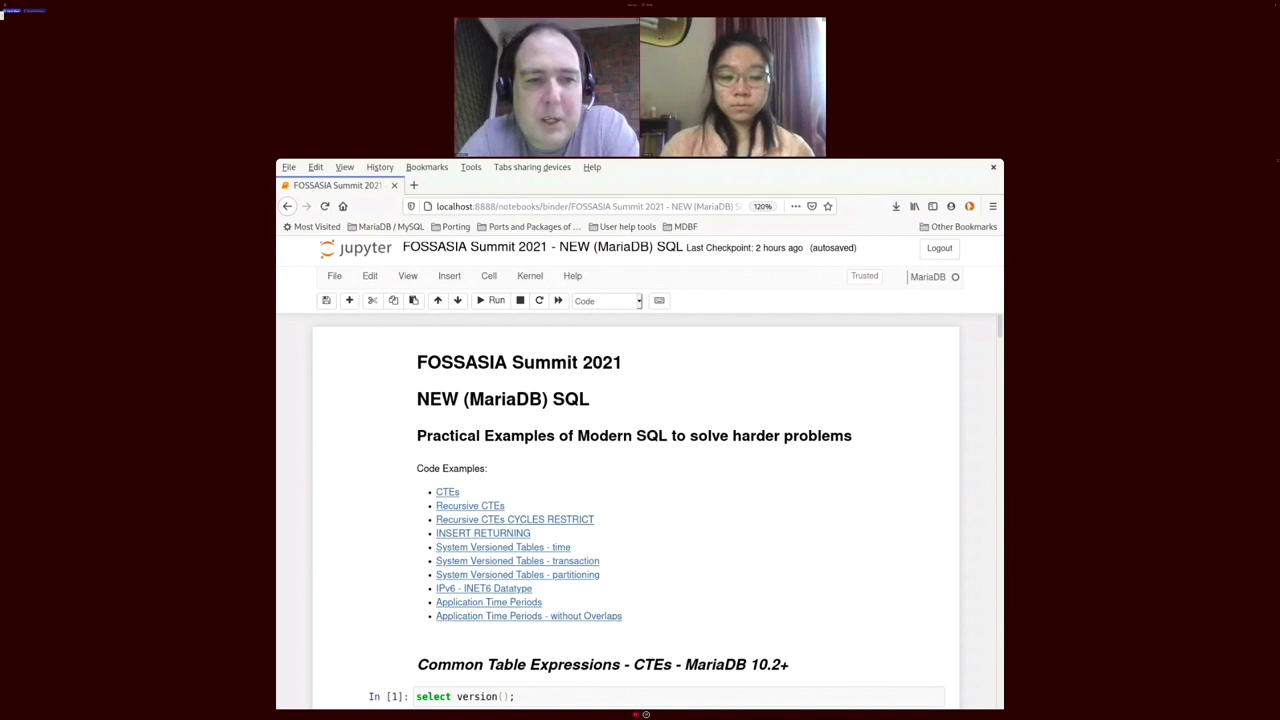 File Edit View History Bookmarks Tools Tabs sharing devices Help
FOSSASIA Summit 2021
localhost:8888/notebooks/binder/FOSSASIA Summit 2021 - NEW (MariaDB) 120%
Most Visited MariaDB / MySQL Porting Ports and Packages of ... User help tools MDBF Other Bookmarks
jupyter FOSSASIA Summit 2021 - NEW (MariaDB) SQL Last Checkpoint: 2 hours ago (autosaved) Logout
File Edit View Insert Cell Kernel Help Trusted MariaDB
Run Code
FOSSASIA Summit 2021
NEW (MariaDB) SQL
Practical Examples of Modern SQL to solve harder problems
Code Examples:
CTEs
Recursive CTEs
Recursive CTEs CYCLES RESTRICT
INSERT RETURNING
System Versioned Tables - time
System Versioned Tables - transaction
System Versioned Tables - partitioning
IPv6 - INET6 Datatype
Application Time Periods
Application Time Periods - without Overlaps
Common Table Expressions - CTEs - MariaDB 10.2+
In [1]: select version();